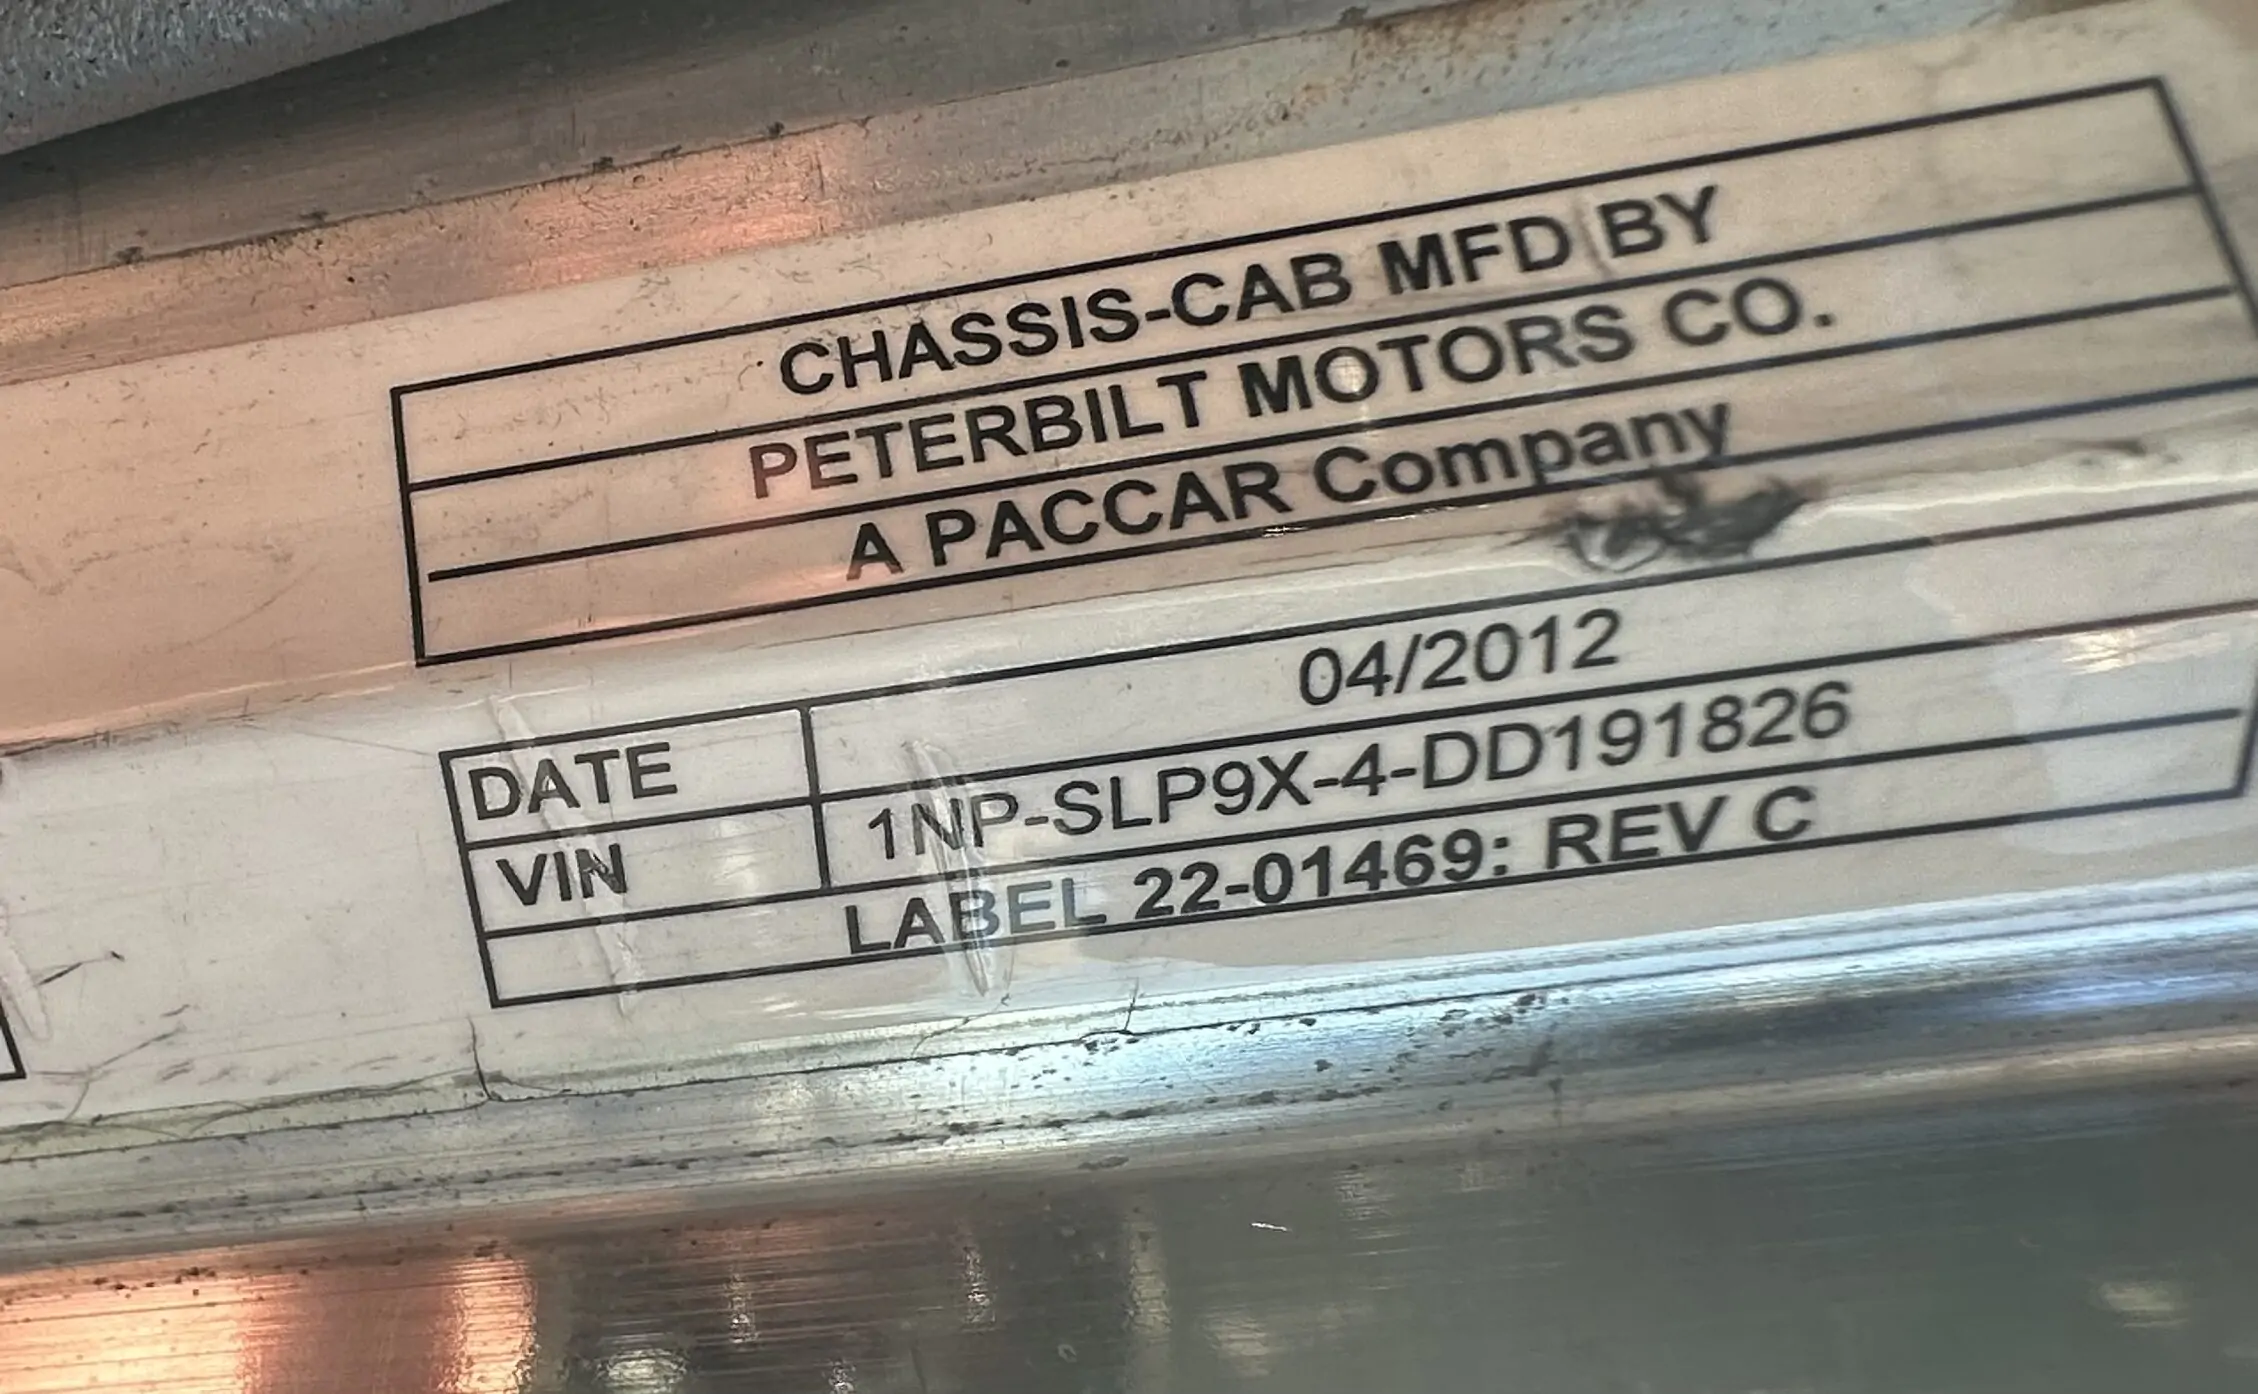 CHASSIS-CAB MFD BY
PETERBILT MOTORS CO.
A PACCAR Company
DATE 04/2012
VIN 1NP-SLP9X-4-DD191826
LABEL 22-01469: REV C